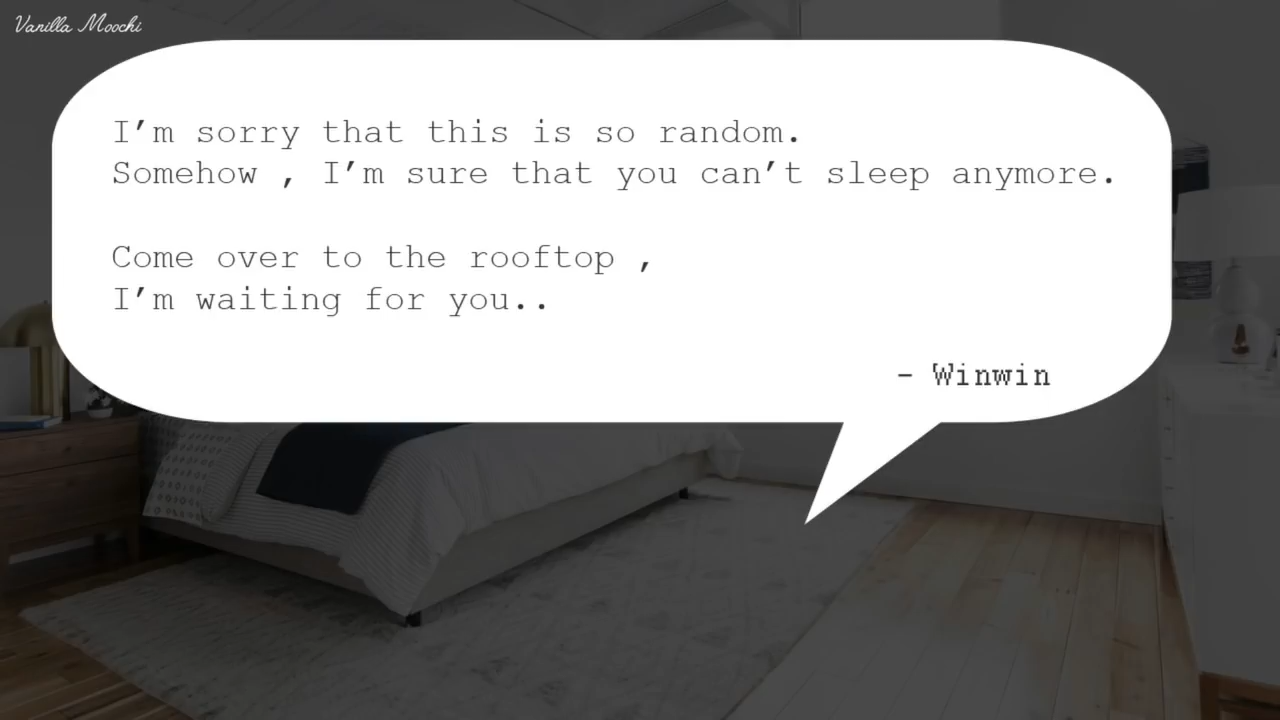 Vanilla Moochi
I'm sorry that this is so random.
Somehow , I'm sure that you can't sleep anymore.
Come over to the rooftop ,
I'm waiting for you..
- Winwin